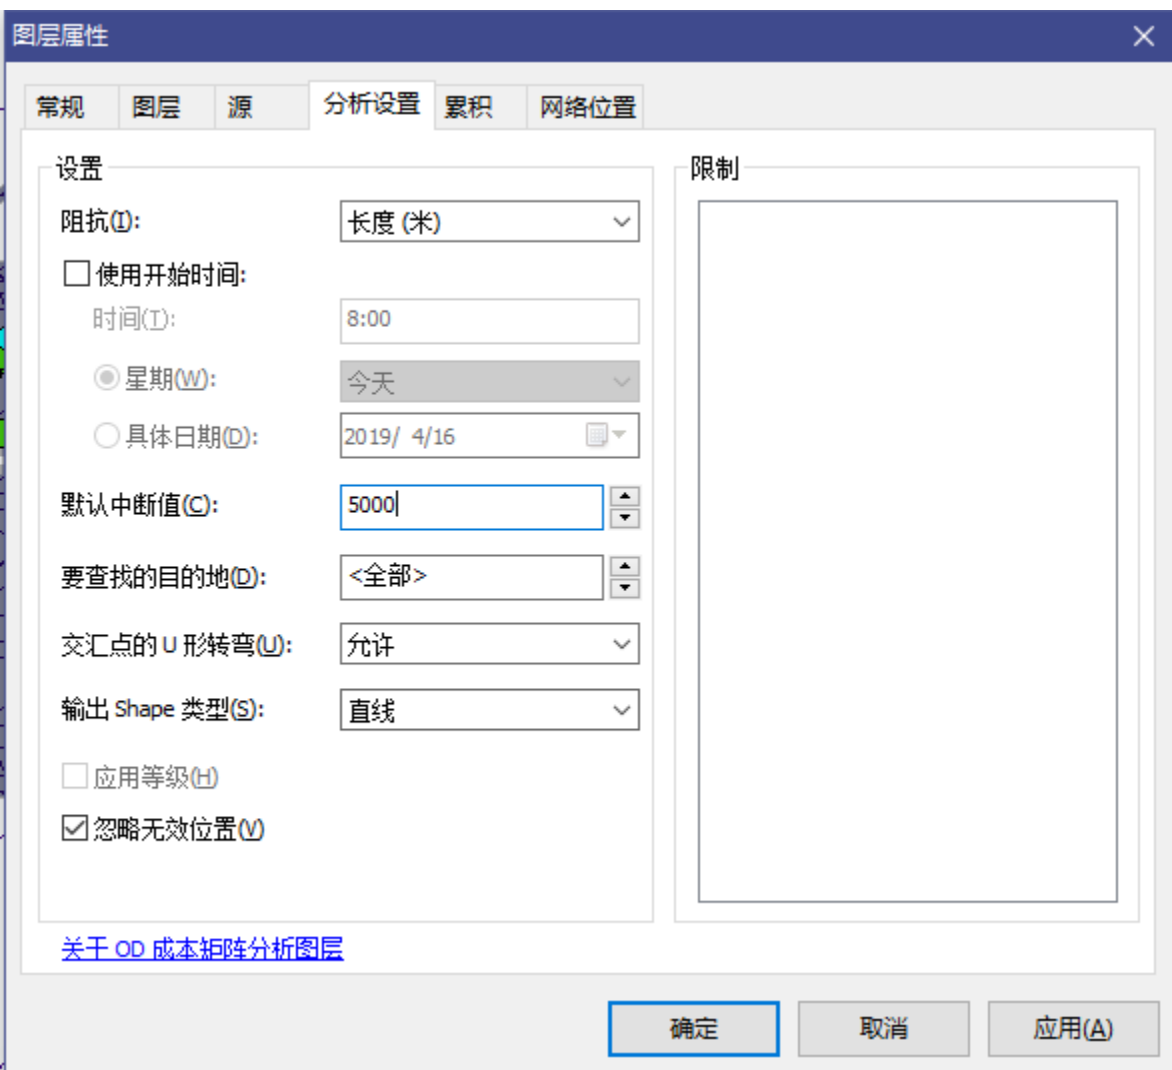 图层属性
常规 图层 源 分析设置 累积 网络位置
设置
阻抗(I): 长度 (米)
使用开始时间:
时间(T): 8:00
星期(W): 今天
具体日期(D): 2019/ 4/16
默认中断值(C): 5000
要查找的目的地(D): <全部>
交汇点的 U 形转弯(U): 允许
输出 Shape 类型(S): 直线
应用等级(H)
忽略无效位置(V)
关于 OD 成本矩阵分析图层
限制
确定 取消 应用(A)